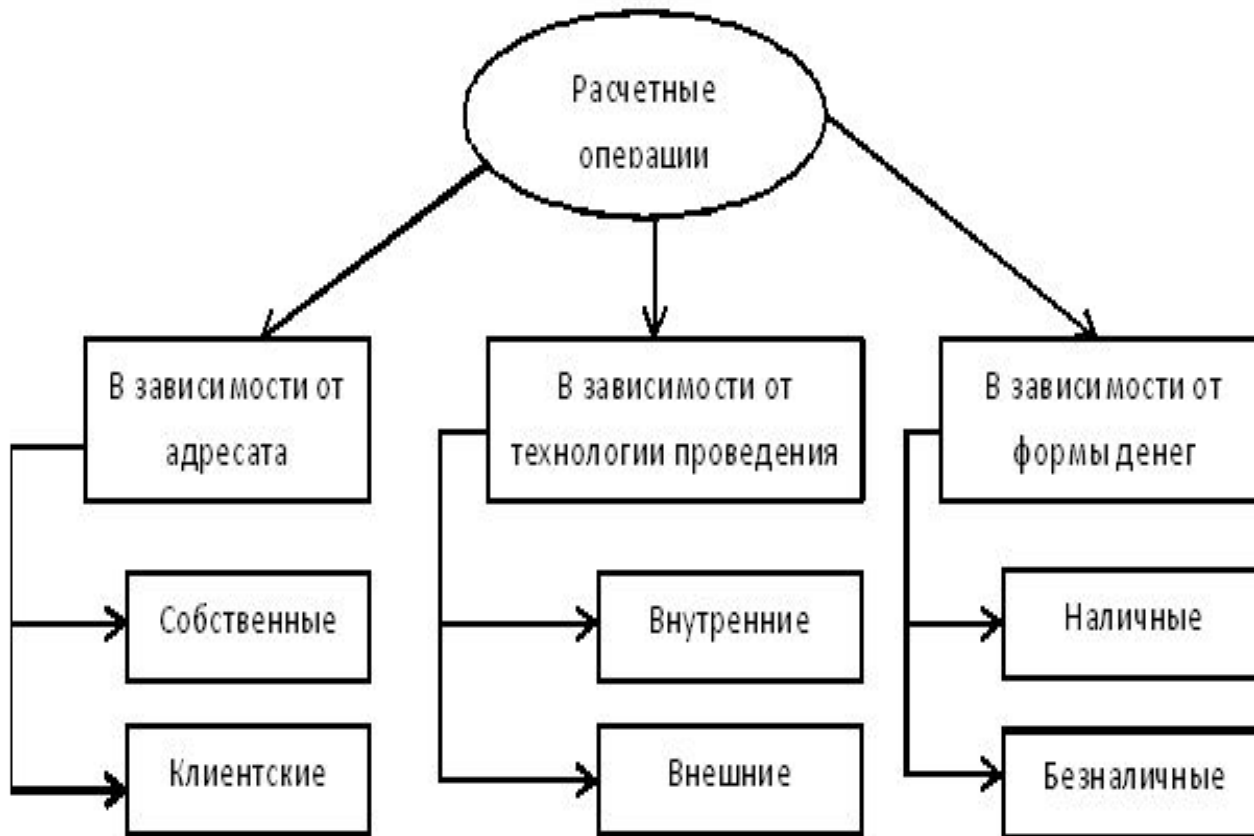 Расчетные
операции
В зависимости от
адресата
Собственные
Клиентские
В зависимости от
технологии проведения
Внутренние
Внешние
В зависимости от
формы денег
Наличные
Безналичные